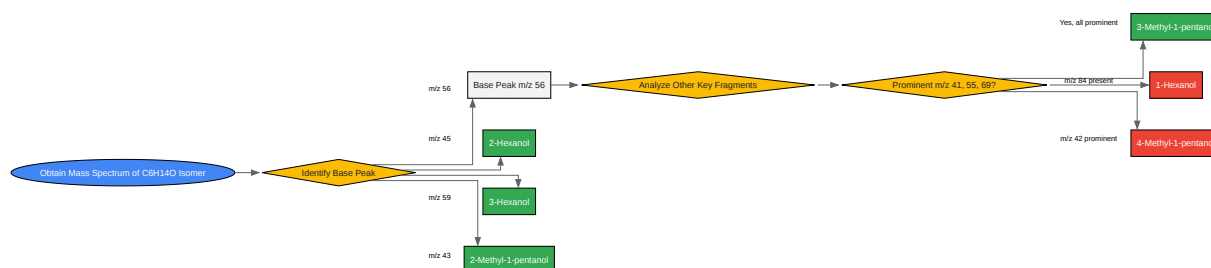 Yes, all prominent
3-Methyl-1-pentanol
m/z 56
Base Peak m/z 56
Analyze Other Key Fragments
Prominent m/z 41, 55, 69?
m/z 84 present
1-Hexanol
m/z 45
2-Hexanol
m/z 42 prominent
4-Methyl-1-pentanol
Obtain Mass Spectrum of C6H14O Isomer
Identify Base Peak
m/z 59
3-Hexanol
m/z 43
2-Methyl-1-pentanol